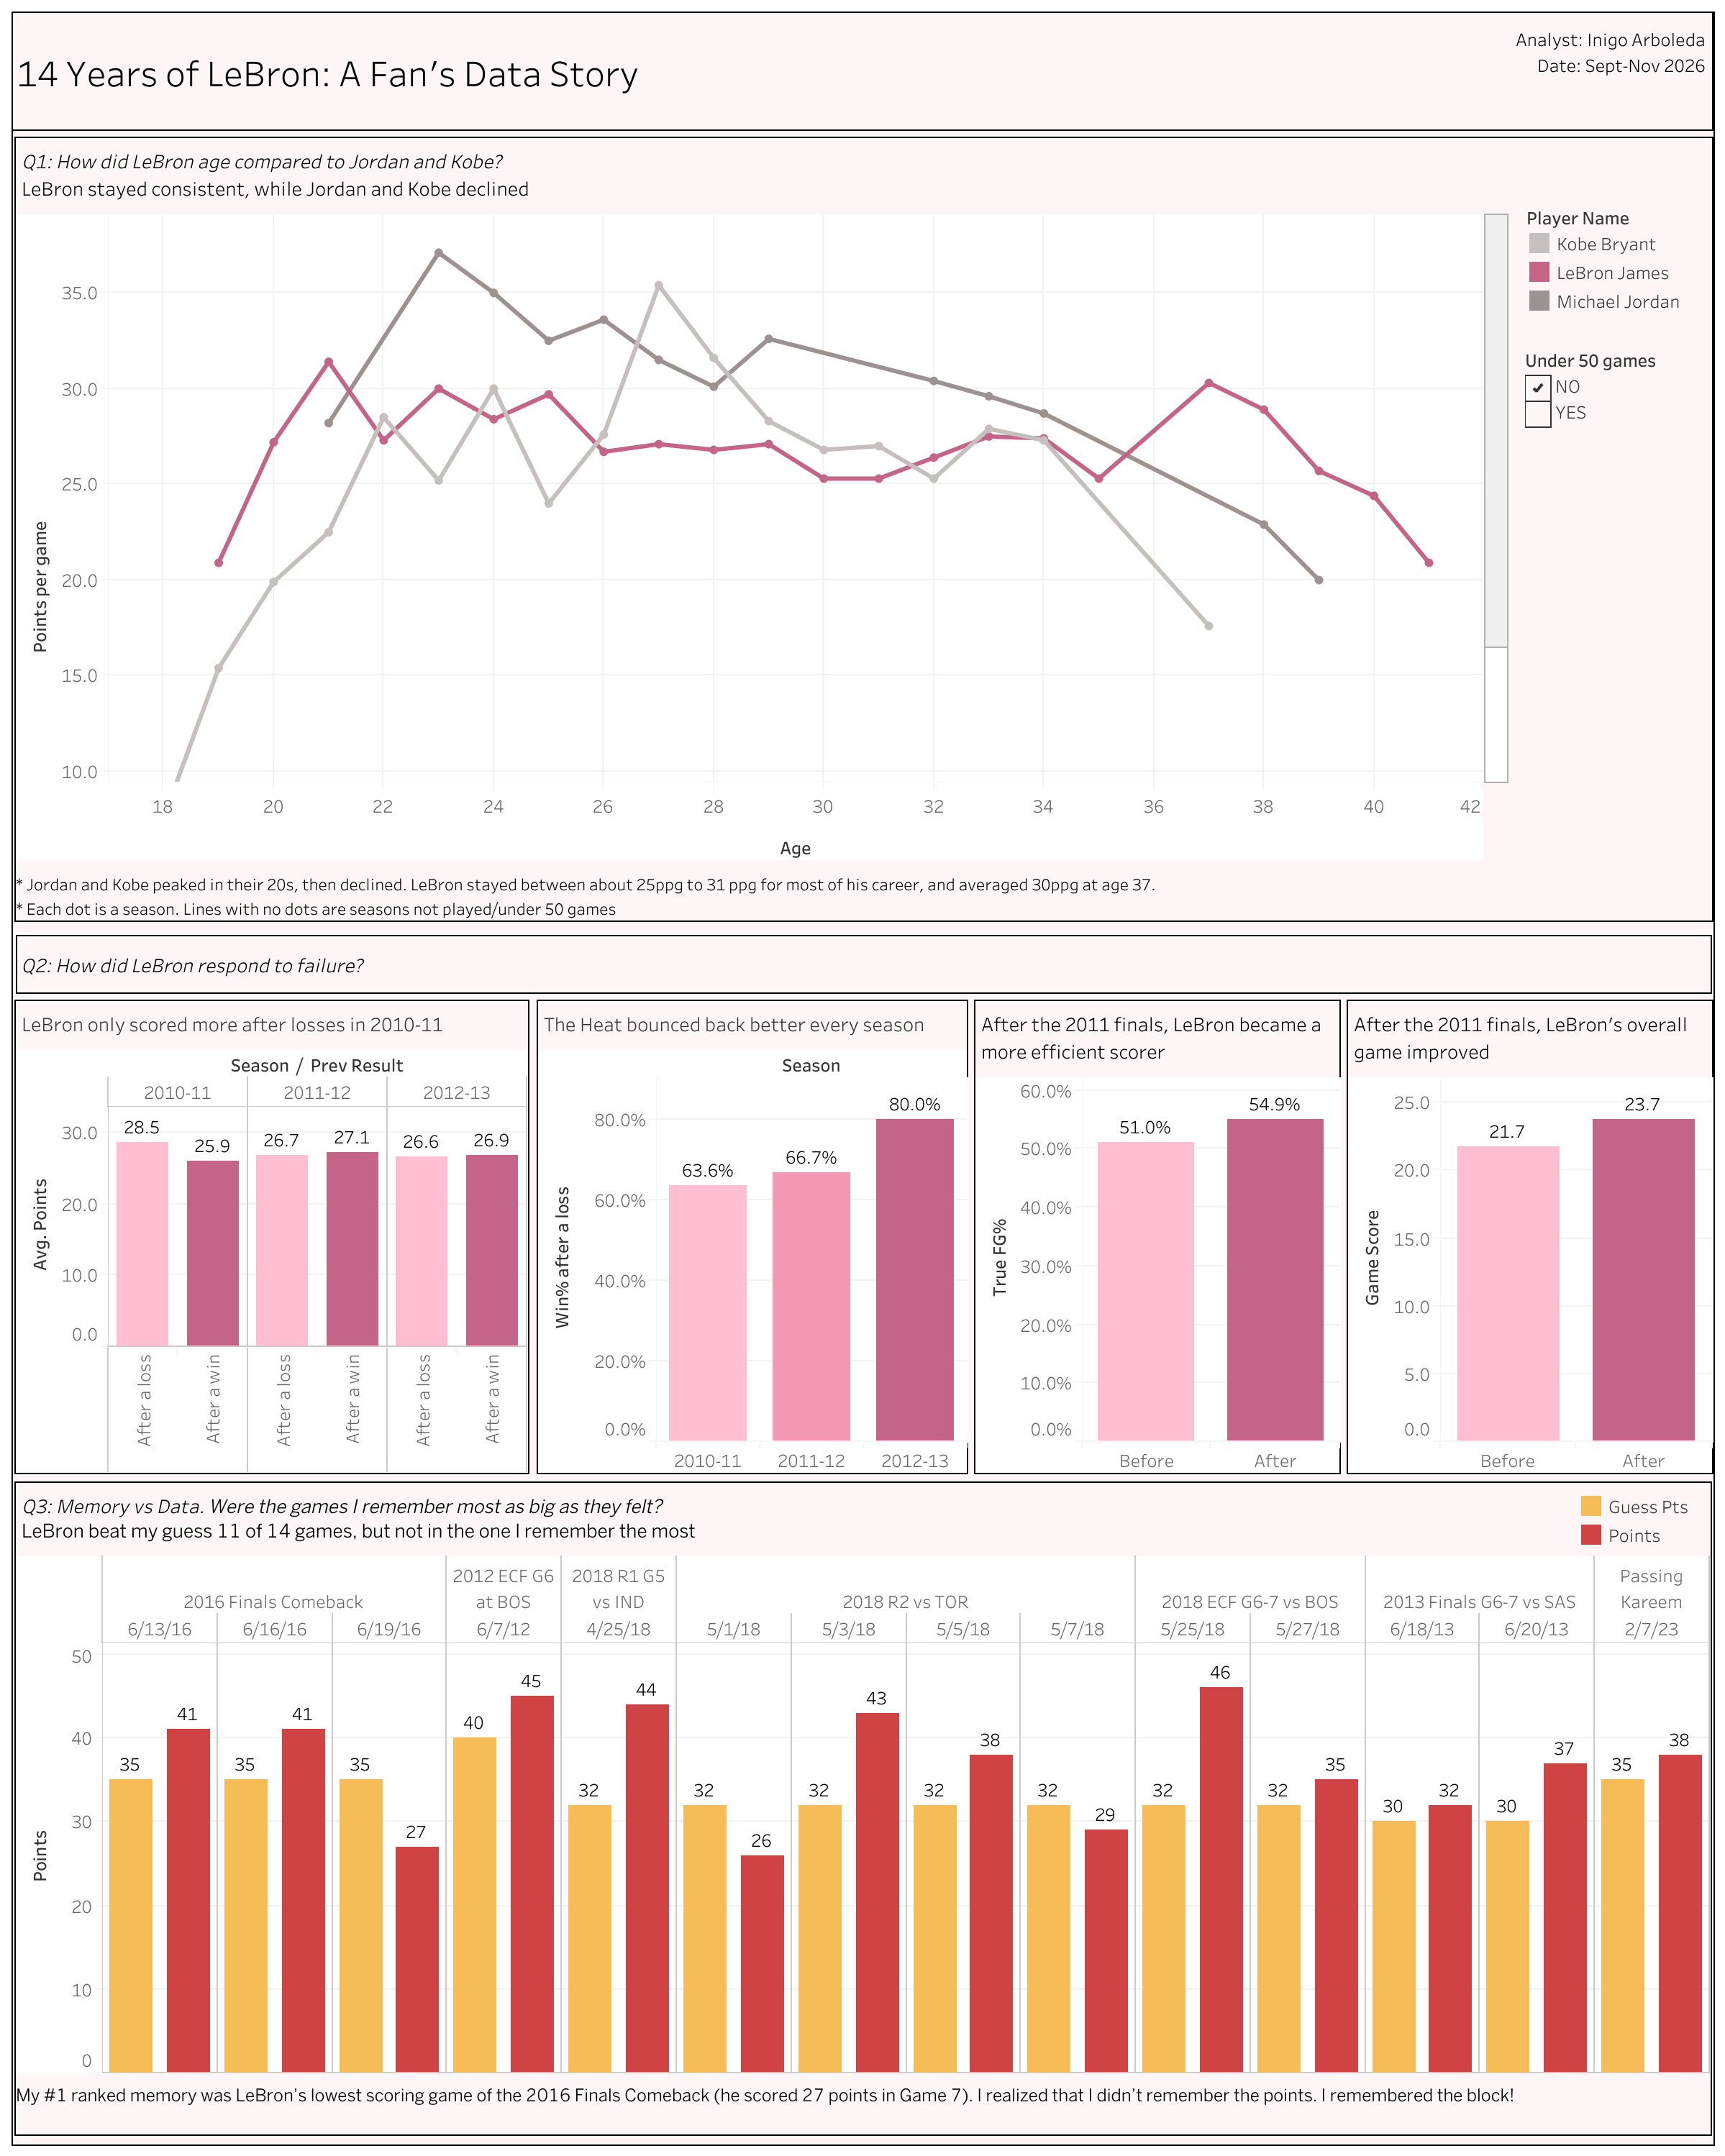 14 Years of LeBron: A Fan's Data Story
Analyst: Inigo Arboleda
Date: Sept-Nov 2026
Q1: How did LeBron age compared to Jordan and Kobe?
LeBron stayed consistent, while Jordan and Kobe declined
Player Name
Kobe Bryant
LeBron James
Michael Jordan
Under 50 games
NO
YES
Points per game
35.0
30.0
25.0
20.0
15.0
10.0
18 20 22 24 26 28 30 32 34 36 38 40 42
Age
* Jordan and Kobe peaked in their 20s, then declined. LeBron stayed between about 25ppg to 31 ppg for most of his career, and averaged 30ppg at age 37.
* Each dot is a season. Lines with no dots are seasons not played/under 50 games
Q2: How did LeBron respond to failure?
LeBron only scored more after losses in 2010-11
Season / Prev Result
2010-11 2011-12 2012-13
Avg. Points
30.0
20.0
10.0
0.0
28.5 25.9 26.7 27.1 26.6 26.9
After a loss After a win After a loss After a win After a loss After a win
The Heat bounced back better every season
Season
Win% after a loss
80.0%
60.0%
40.0%
20.0%
0.0%
63.6% 66.7% 80.0%
2010-11 2011-12 2012-13
After the 2011 finals, LeBron became a
more efficient scorer
True FG%
60.0%
50.0%
40.0%
30.0%
20.0%
10.0%
0.0%
51.0% 54.9%
Before After
After the 2011 finals, LeBron's overall
game improved
Game Score
25.0
20.0
15.0
10.0
5.0
0.0
21.7 23.7
Before After
Q3: Memory vs Data. Were the games I remember most as big as they felt?
LeBron beat my guess 11 of 14 games, but not in the one I remember the most
Guess Pts
Points
2016 Finals Comeback
2012 ECF G6
at BOS
2018 R1 G5
vs IND
2018 R2 vs TOR
2018 ECF G6-7 vs BOS
2013 Finals G6-7 vs SAS
Passing
Kareem
6/13/16 6/16/16 6/19/16 6/7/12 4/25/18 5/1/18 5/3/18 5/5/18 5/7/18 5/25/18 5/27/18 6/18/13 6/20/13 2/7/23
Points
50
40
30
20
10
0
35 41 35 41 35 27 40 45 32 44 32 26 32 43 32 38 32 29 32 46 32 35 30 32 30 37 35 38
My #1 ranked memory was LeBron's lowest scoring game of the 2016 Finals Comeback (he scored 27 points in Game 7). I realized that I didn't remember the points. I remembered the block!